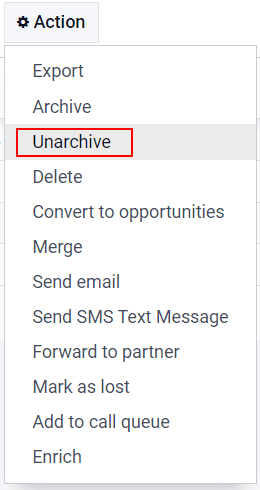 Action
Export
Archive
Unarchive
Delete
Convert to opportunities
Merge
Send email
Send SMS Text Message
Forward to partner
Mark as lost
Add to call queue
Enrich